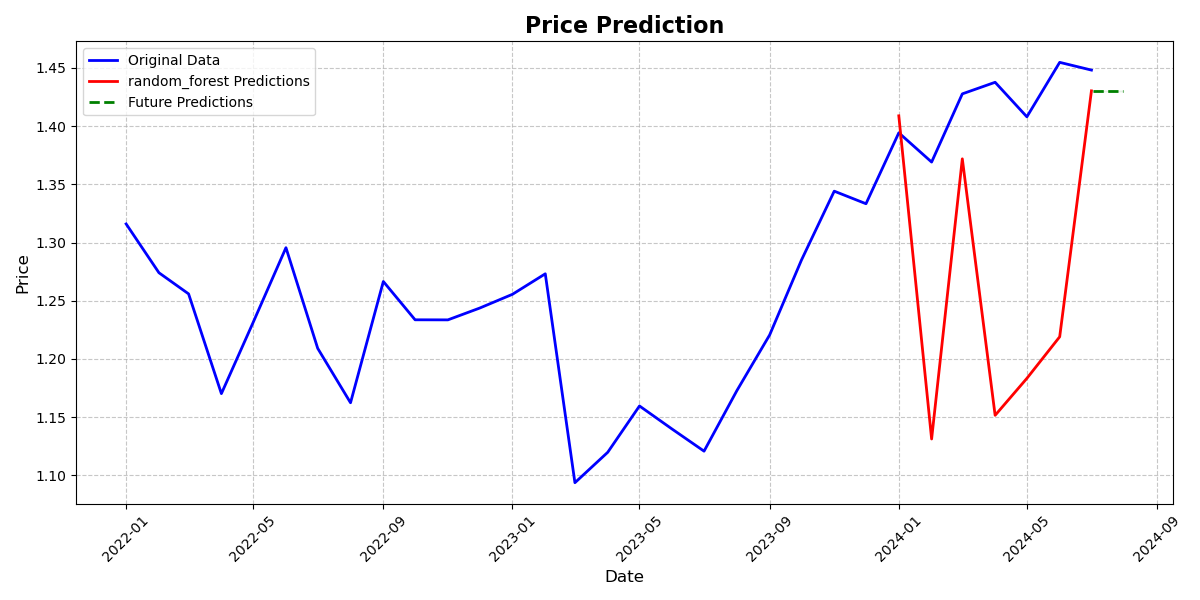 Price Prediction
Original Data
random_forest Predictions
Future Predictions
1.45
1.40
1.35
1.30
1.25
1.20
1.15
1.10
Price
2022-01
2022-05
2022-09
2023-01
2023-05
2023-09
2024-01
2024-05
2024-09
Date